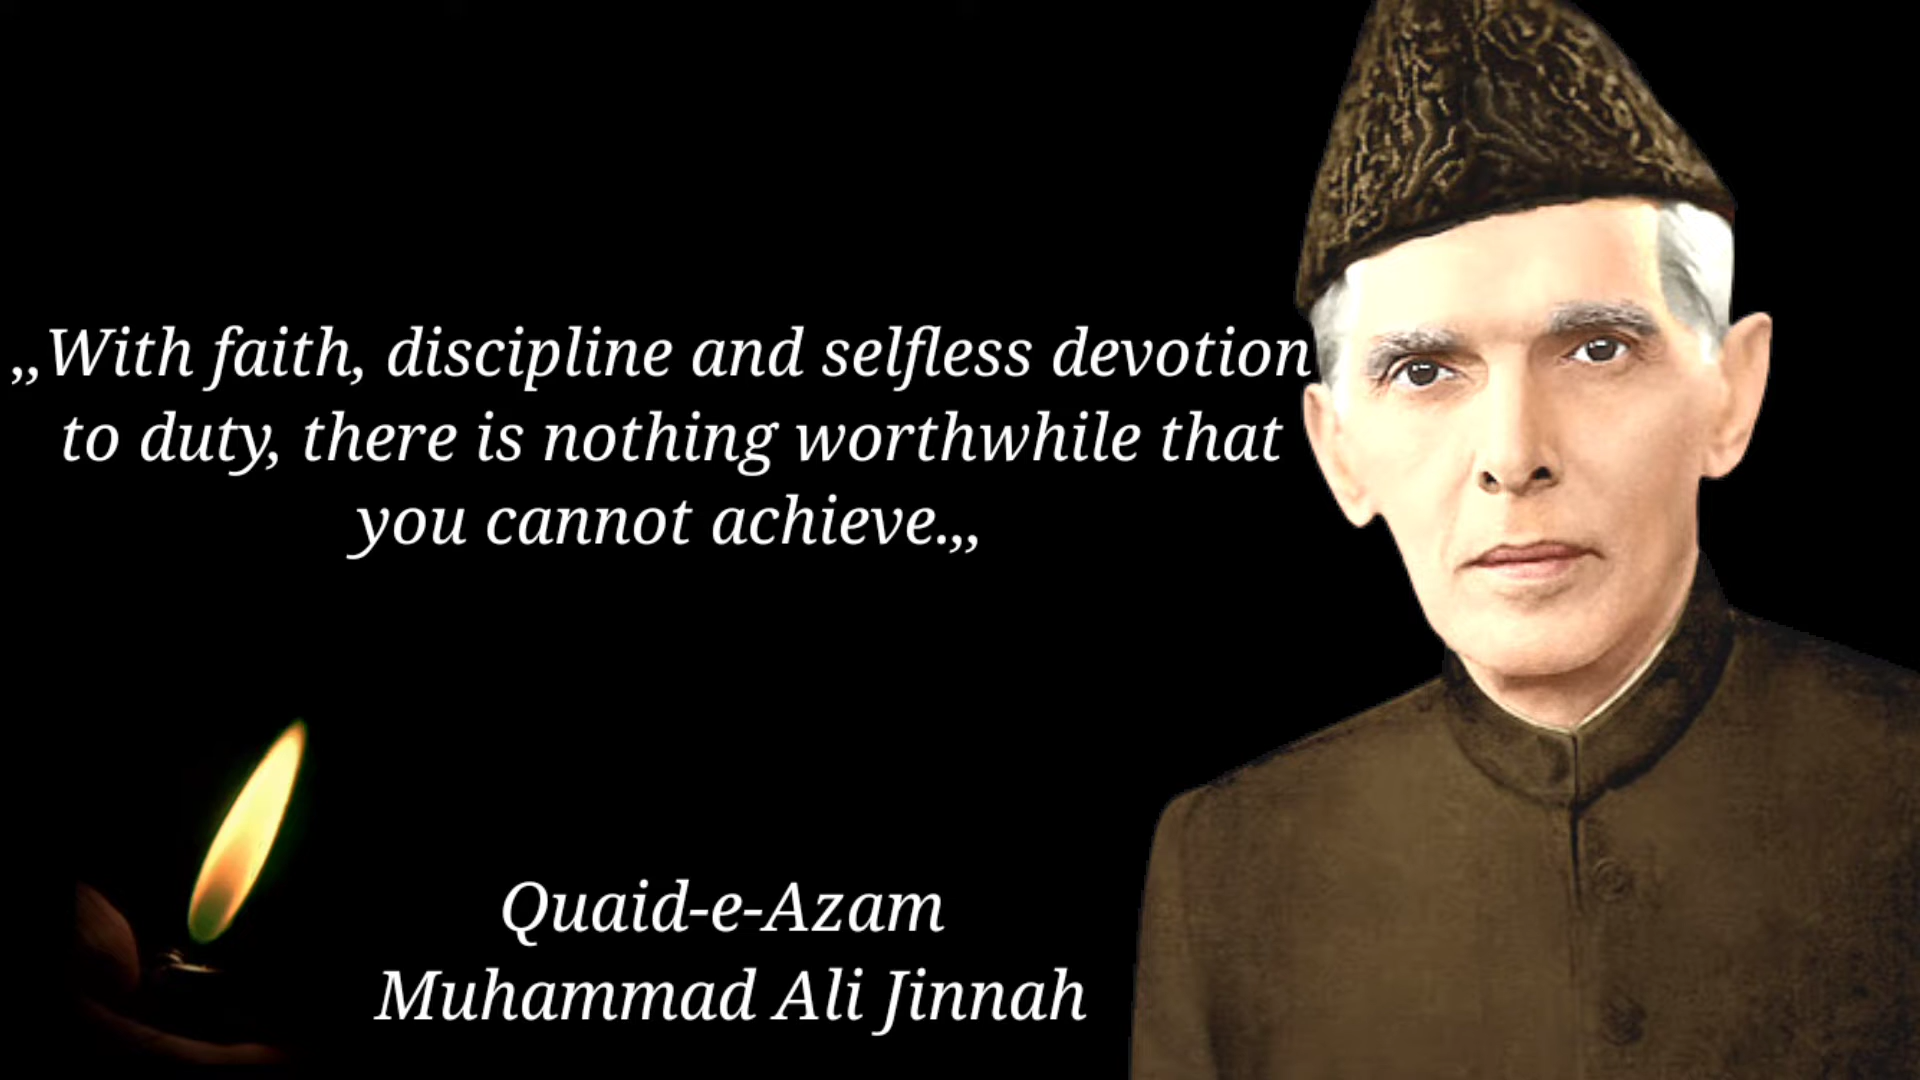 ,,With faith, discipline and selfless devotion
to duty, there is nothing worthwhile that
you cannot achieve.,,
Quaid-e-Azam
Muhammad Ali Jinnah